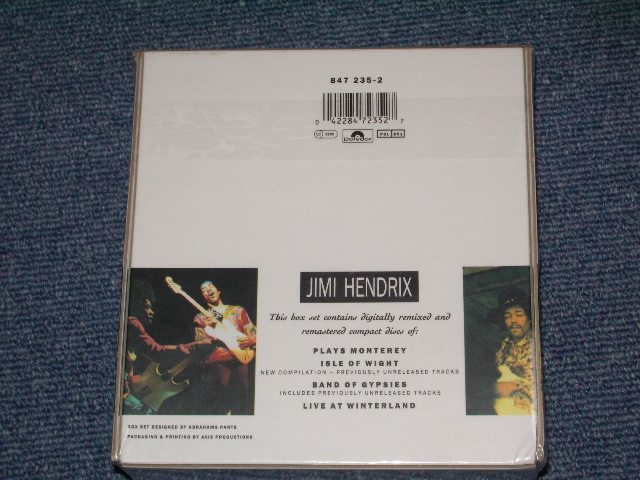 847 235-2
0 42284 72352 7
Polydor
JIMI HENDRIX
This box set contains digitally remixed and
remastered compact discs of:
PLAYS MONTEREY
ISLE OF WIGHT
NEW COMPILATION – PREVIOUSLY UNRELEASED TRACKS
BAND OF GYPSIES
INCLUDES PREVIOUSLY UNRELEASED TRACKS
LIVE AT WINTERLAND
BOX SET DESIGNED BY ABRAHAMS PANTS
PACKAGING & PRINTING BY AXIS PRODUCTIONS